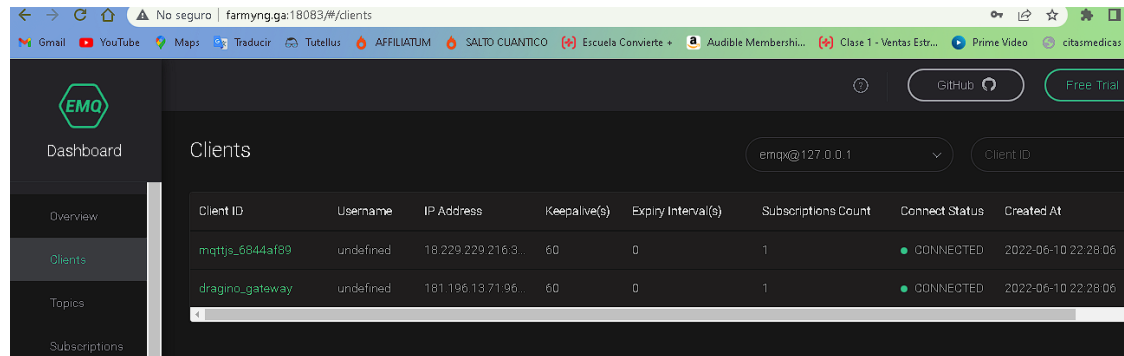 No seguro | farmyng.ga:18083/#/clients
Gmail YouTube Maps Traducir Tutellus AFFILIATUM SALTO CUANTICO Escuela Convierte + Audible Membershi... Clase 1 - Ventas Estr... Prime Video citasmedicas
EMQ
Dashboard
GitHub Free Trial
Clients
emqx@127.0.0.1 Client ID
Overview
Clients
Topics
Subscriptions
Client ID Username IP Address Keepalive(s) Expiry Interval(s) Subscriptions Count Connect Status Created At
mqttjs_6844af89 undefined 18.229.229.216:3... 60 0 1 CONNECTED 2022-06-10 22:28:06
dragino_gateway undefined 181.196.13.71:96... 60 0 1 CONNECTED 2022-06-10 22:28:06